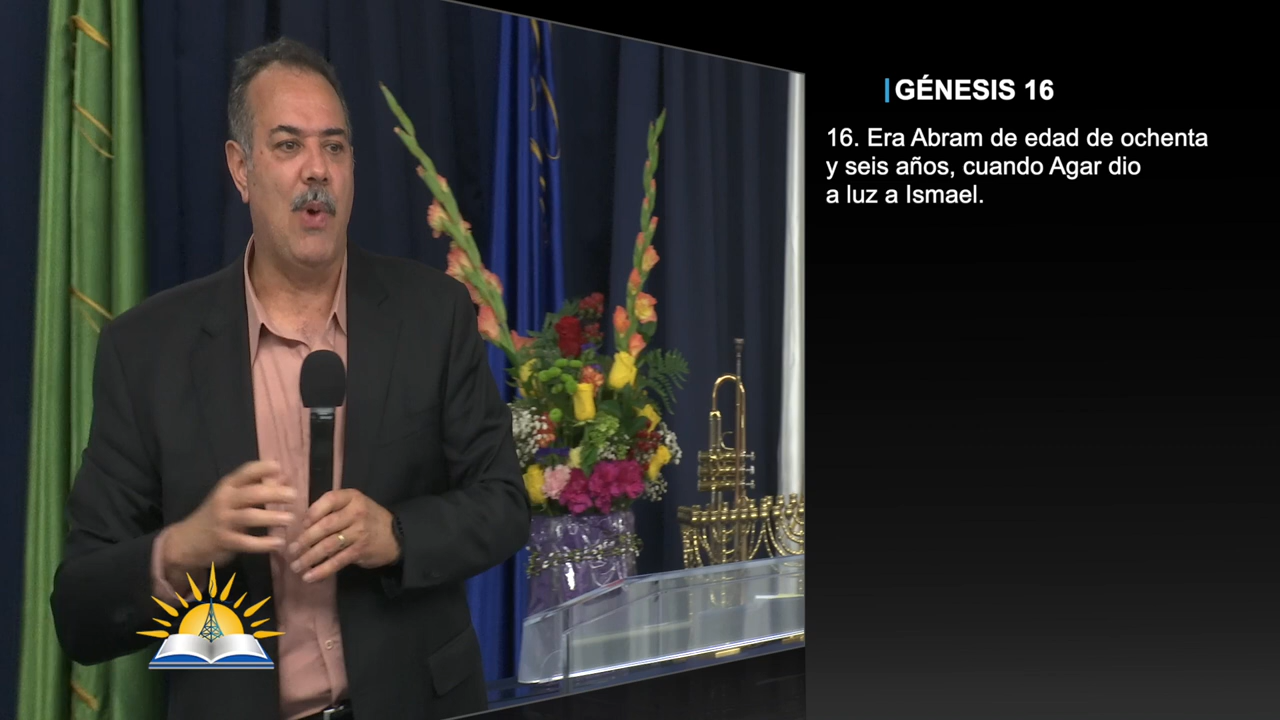 GÉNESIS 16
16. Era Abram de edad de ochenta
y seis años, cuando Agar dio
a luz a Ismael.